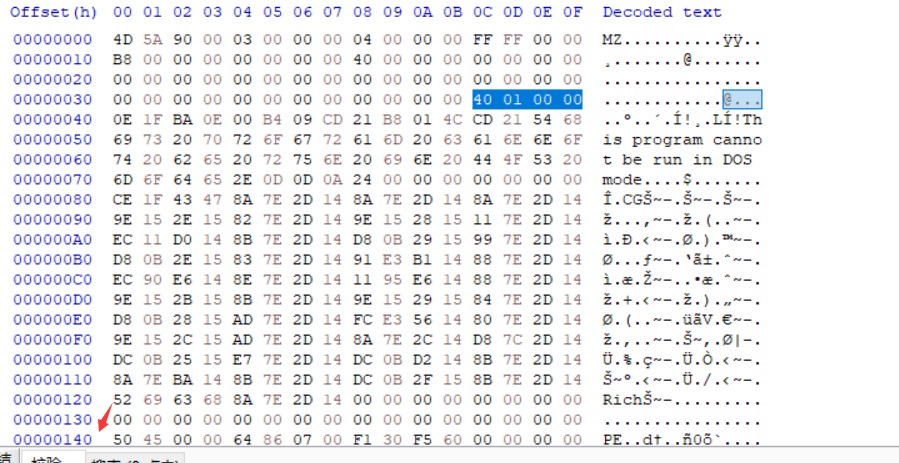 Offset(h) 00 01 02 03 04 05 06 07 08 09 0A 0B 0C 0D 0E 0F Decoded text
00000000 4D 5A 90 00 03 00 00 00 04 00 00 00 FF FF 00 00 MZ..........ÿÿ..
00000010 B8 00 00 00 00 00 00 00 40 00 00 00 00 00 00 00 ¸.......@.......
00000020 00 00 00 00 00 00 00 00 00 00 00 00 00 00 00 00 ................
00000030 00 00 00 00 00 00 00 00 00 00 00 00 40 01 00 00 ............@...
00000040 0E 1F BA 0E 00 B4 09 CD 21 B8 01 4C CD 21 54 68 ..º..´.Í!¸.LÍ!Th
00000050 69 73 20 70 72 6F 67 72 61 6D 20 63 61 6E 6E 6F is program canno
00000060 74 20 62 65 20 72 75 6E 20 69 6E 20 44 4F 53 20 t be run in DOS
00000070 6D 6F 64 65 2E 0D 0D 0A 24 00 00 00 00 00 00 00 mode....$.......
00000080 CE 1F 43 47 8A 7E 2D 14 8A 7E 2D 14 8A 7E 2D 14 Î.CGŠ~-.Š~-.Š~-.
00000090 9E 15 2E 15 82 7E 2D 14 9E 15 28 15 11 7E 2D 14 ž...‚~-.ž.(..~-.
000000A0 EC 11 D0 14 8B 7E 2D 14 D8 0B 29 15 99 7E 2D 14 ì.Ð.‹~-.Ø.).™~-.
000000B0 D8 0B 2E 15 83 7E 2D 14 91 E3 B1 14 88 7E 2D 14 Ø...ƒ~-.‘ã±.ˆ~-.
000000C0 EC 90 E6 14 8E 7E 2D 14 11 95 E6 14 88 7E 2D 14 ì.æ.Ž~-..•æ.ˆ~-.
000000D0 9E 15 2B 15 8B 7E 2D 14 9E 15 29 15 84 7E 2D 14 ž.+.‹~-.ž.).„~-.
000000E0 D8 0B 28 15 AD 7E 2D 14 FC E3 56 14 80 7E 2D 14 Ø.(..~-.üãV.€~-.
000000F0 9E 15 2C 15 AD 7E 2D 14 8A 7E 2C 14 D8 7C 2D 14 ž.,..~-.Š~,.Ø|-.
00000100 DC 0B 25 15 E7 7E 2D 14 DC 0B D2 14 8B 7E 2D 14 Ü.%.ç~-.Ü.Ò.‹~-.
00000110 8A 7E BA 14 8B 7E 2D 14 DC 0B 2F 15 8B 7E 2D 14 Š~º.‹~-.Ü./.‹~-.
00000120 52 69 63 68 8A 7E 2D 14 00 00 00 00 00 00 00 00 RichŠ~-.........
00000130 00 00 00 00 00 00 00 00 00 00 00 00 00 00 00 00 ................
00000140 50 45 00 00 64 86 07 00 F1 30 F5 60 00 00 00 00 PE..d†..ñ0õ`....